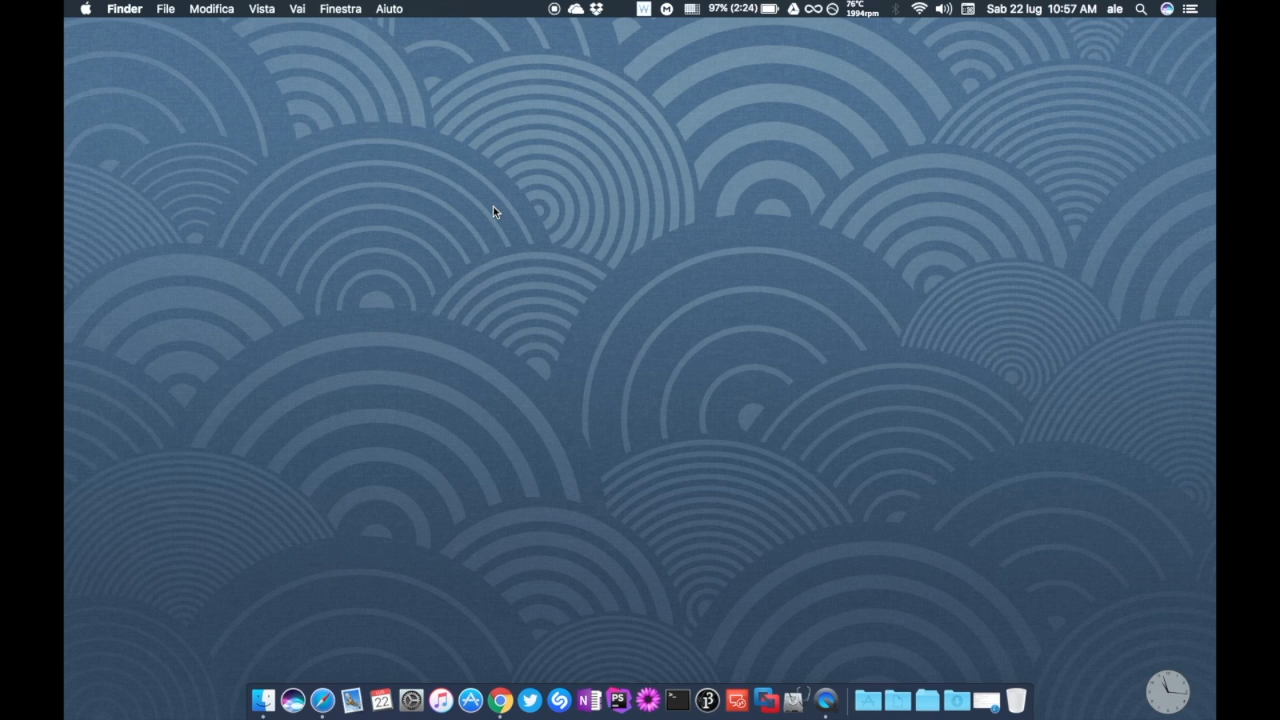 Finder File Modifica Vista Vai Finestra Aiuto W M 97% (2:24) 76°C 1994rpm Sab 22 lug 10:57 AM ale
22 N PS >_ β